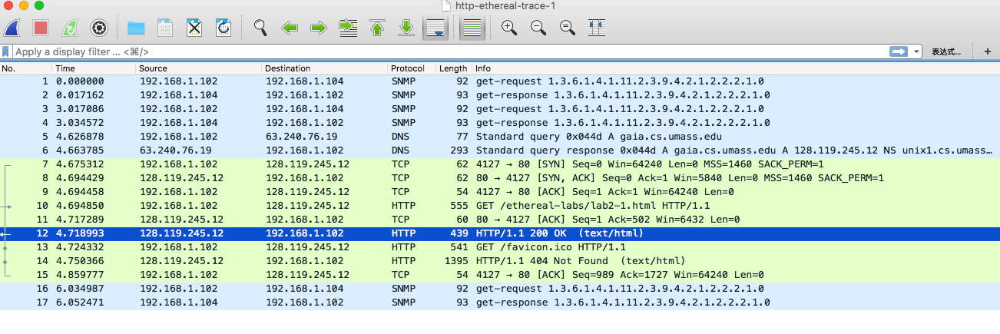 http-ethereal-trace-1
Apply a display filter ... <⌘/>
表达式...
+
No. Time Source Destination Protocol Length Info
1 0.000000 192.168.1.102 192.168.1.104 SNMP 92 get-request 1.3.6.1.4.1.11.2.3.9.4.2.1.2.2.2.1.0
2 0.017162 192.168.1.104 192.168.1.102 SNMP 93 get-response 1.3.6.1.4.1.11.2.3.9.4.2.1.2.2.2.1.0
3 3.017086 192.168.1.102 192.168.1.104 SNMP 92 get-request 1.3.6.1.4.1.11.2.3.9.4.2.1.2.2.2.1.0
4 3.034572 192.168.1.104 192.168.1.102 SNMP 93 get-response 1.3.6.1.4.1.11.2.3.9.4.2.1.2.2.2.1.0
5 4.626878 192.168.1.102 63.240.76.19 DNS 77 Standard query 0x044d A gaia.cs.umass.edu
6 4.663785 63.240.76.19 192.168.1.102 DNS 293 Standard query response 0x044d A gaia.cs.umass.edu A 128.119.245.12 NS unix1.cs.umass...
7 4.675312 192.168.1.102 128.119.245.12 TCP 62 4127 → 80 [SYN] Seq=0 Win=64240 Len=0 MSS=1460 SACK_PERM=1
8 4.694429 128.119.245.12 192.168.1.102 TCP 62 80 → 4127 [SYN, ACK] Seq=0 Ack=1 Win=5840 Len=0 MSS=1460 SACK_PERM=1
9 4.694458 192.168.1.102 128.119.245.12 TCP 54 4127 → 80 [ACK] Seq=1 Ack=1 Win=64240 Len=0
10 4.694850 192.168.1.102 128.119.245.12 HTTP 555 GET /ethereal-labs/lab2-1.html HTTP/1.1
11 4.717289 128.119.245.12 192.168.1.102 TCP 60 80 → 4127 [ACK] Seq=1 Ack=502 Win=6432 Len=0
12 4.718993 128.119.245.12 192.168.1.102 HTTP 439 HTTP/1.1 200 OK (text/html)
13 4.724332 192.168.1.102 128.119.245.12 HTTP 541 GET /favicon.ico HTTP/1.1
14 4.750366 128.119.245.12 192.168.1.102 HTTP 1395 HTTP/1.1 404 Not Found (text/html)
15 4.859777 192.168.1.102 128.119.245.12 TCP 54 4127 → 80 [ACK] Seq=989 Ack=1727 Win=64240 Len=0
16 6.034987 192.168.1.102 192.168.1.104 SNMP 92 get-request 1.3.6.1.4.1.11.2.3.9.4.2.1.2.2.2.1.0
17 6.052471 192.168.1.104 192.168.1.102 SNMP 93 get-response 1.3.6.1.4.1.11.2.3.9.4.2.1.2.2.2.1.0